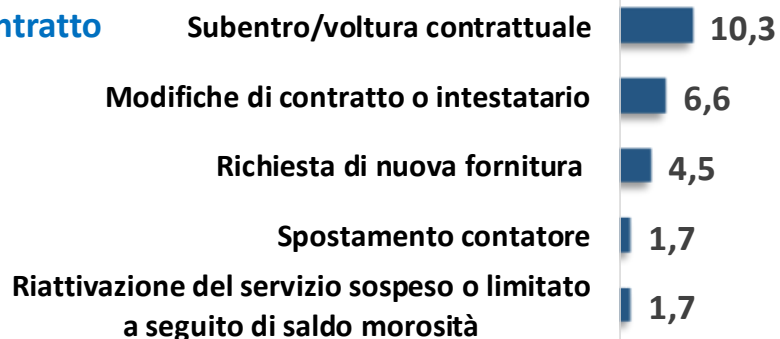 ntratto Subentro/voltura contrattuale 10,3
Modifiche di contratto o intestatario 6,6
Richiesta di nuova fornitura 4,5
Spostamento contatore 1,7
Riattivazione del servizio sospeso o limitato
a seguito di saldo morosità 1,7